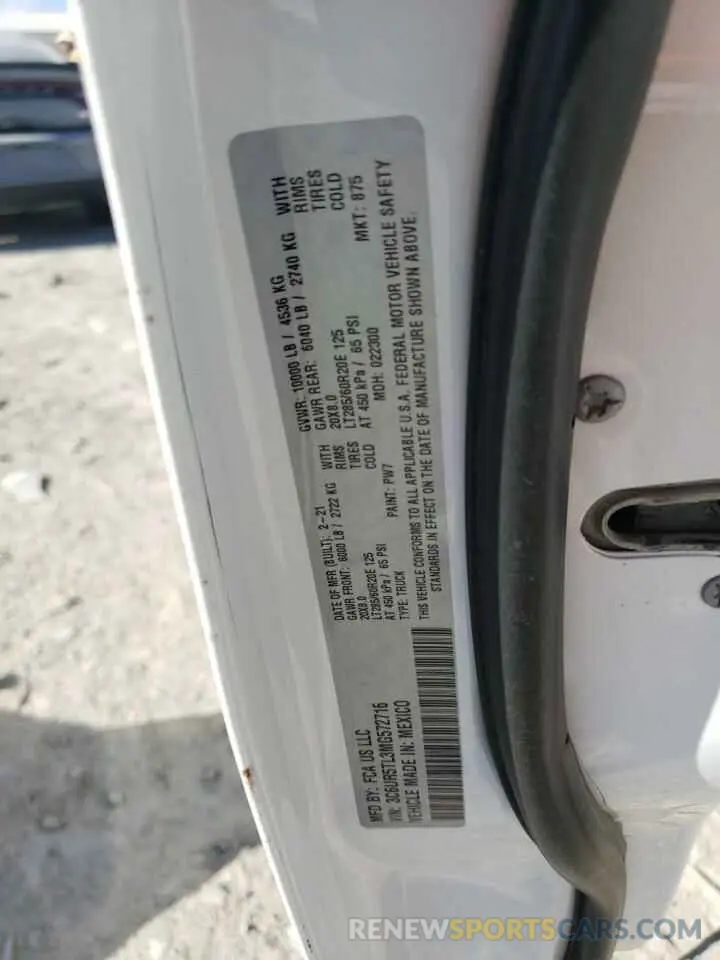 MFD BY: FCA US LLC
DATE OF MFR (BUILT): 2-21
GVWR: 10000 LB / 4536 KG
GAWR FRONT: 6000 LB / 2722 KG WITH
20X8.0 RIMS
LT285/60R20E 125 TIRES
AT 450 kPa / 65 PSI COLD
GAWR REAR: 6040 LB / 2740 KG WITH
20X8.0 RIMS
LT285/60R20E 125 TIRES
AT 450 kPa / 65 PSI COLD
VIN: 3C6UR5TL3MG572716
TYPE: TRUCK
PAINT: PW7
MDH: 022300
MKT: 875
VEHICLE MADE IN: MEXICO
THIS VEHICLE CONFORMS TO ALL APPLICABLE U.S.A. FEDERAL MOTOR VEHICLE SAFETY
STANDARDS IN EFFECT ON THE DATE OF MANUFACTURE SHOWN ABOVE.
RENEWSPORTSCARS.COM